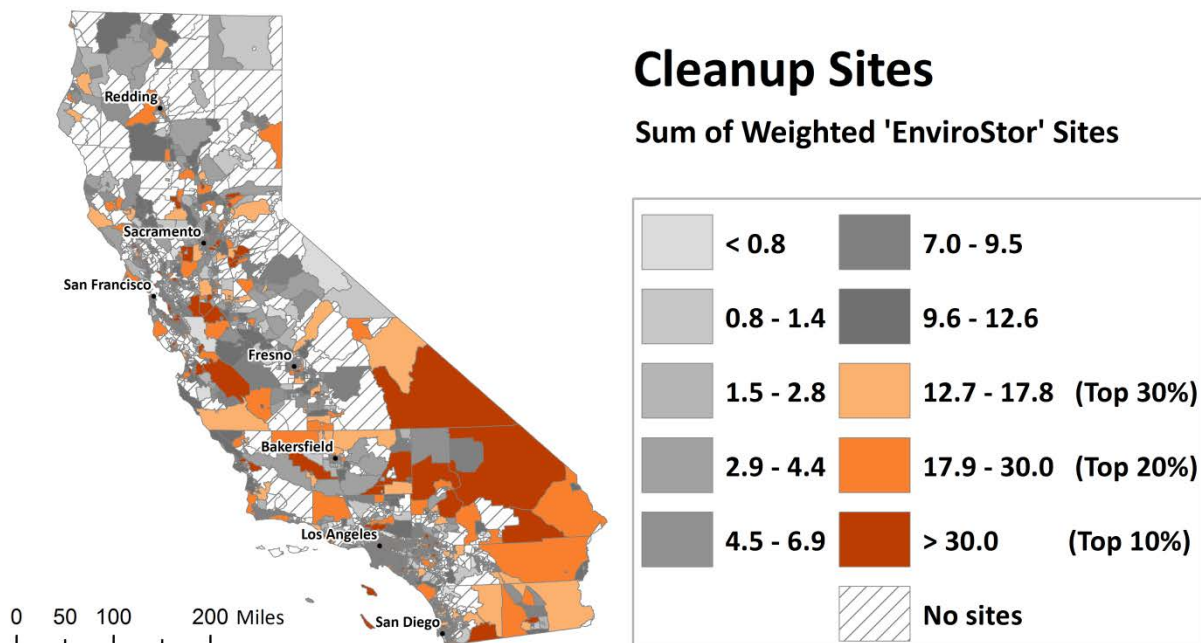 Cleanup Sites
Sum of Weighted 'EnviroStor' Sites
Redding
Sacramento
San Francisco
Fresno
Bakersfield
Los Angeles
San Diego
0 50 100 200 Miles
< 0.8
0.8 - 1.4
1.5 - 2.8
2.9 - 4.4
4.5 - 6.9
7.0 - 9.5
9.6 - 12.6
12.7 - 17.8 (Top 30%)
17.9 - 30.0 (Top 20%)
> 30.0 (Top 10%)
No sites